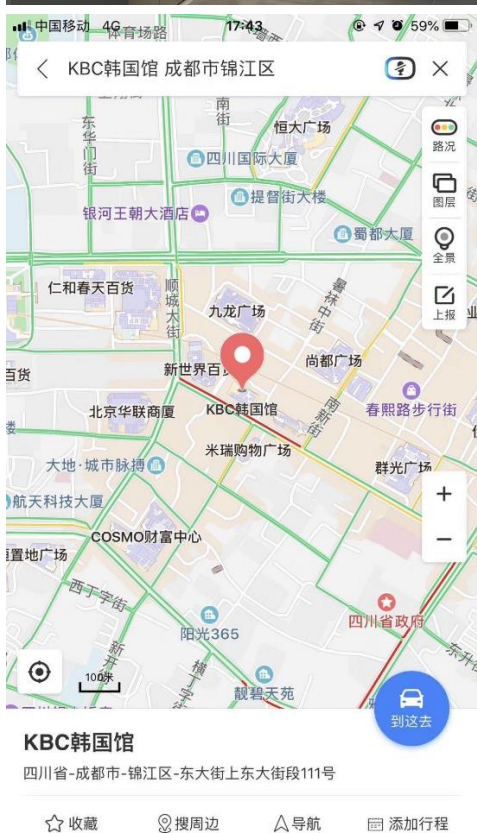 中国移动 4G 17:43 59%
体育场路
KBC韩国馆 成都市锦江区
南街
东华门街
恒大广场
路况
四川国际大厦
图层
提督街大楼
银河王朝大酒店
蜀都大厦
全景
仁和春天百货
顺城大街
暑袜中街
上报
九龙广场
新世界百
尚都广场
百货
KBC韩国馆
南新街
春熙路步行街
北京华联商厦
米瑞购物广场
大地·城市脉搏
群光广场
航天科技大厦
COSMO财富中心
置地广场
西丁字街
四川省政府
阳光365
东升街
新开
横丁字街
100米
靓碧天苑
到这去
KBC韩国馆
四川省-成都市-锦江区-东大街上东大街段111号
收藏 搜周边 导航 添加行程